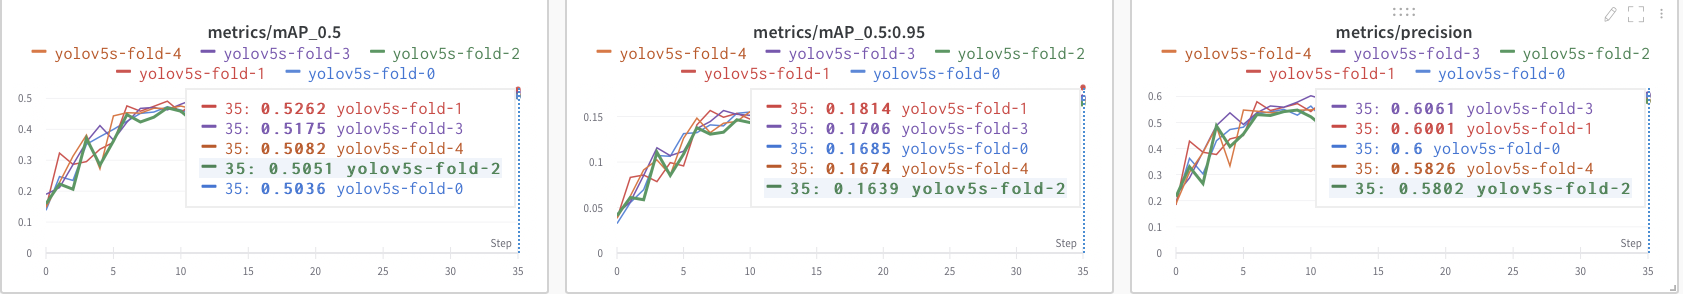 metrics/mAP_0.5
yolov5s-fold-4 yolov5s-fold-3 yolov5s-fold-2
yolov5s-fold-1 yolov5s-fold-0
0.5
0.4
0.3
0.2
0.1
0
35: 0.5262 yolov5s-fold-1
35: 0.5175 yolov5s-fold-3
35: 0.5082 yolov5s-fold-4
35: 0.5051 yolov5s-fold-2
35: 0.5036 yolov5s-fold-0
Step
0 5 10 15 20 25 30 35
metrics/mAP_0.5:0.95
yolov5s-fold-4 yolov5s-fold-3 yolov5s-fold-2
yolov5s-fold-1 yolov5s-fold-0
0.15
0.1
0.05
0
35: 0.1814 yolov5s-fold-1
35: 0.1706 yolov5s-fold-3
35: 0.1685 yolov5s-fold-0
35: 0.1674 yolov5s-fold-4
35: 0.1639 yolov5s-fold-2
Step
0 5 10 15 20 25 30 35
metrics/precision
yolov5s-fold-4 yolov5s-fold-3 yolov5s-fold-2
yolov5s-fold-1 yolov5s-fold-0
0.6
0.5
0.4
0.3
0.2
0.1
0
35: 0.6061 yolov5s-fold-3
35: 0.6001 yolov5s-fold-1
35: 0.6 yolov5s-fold-0
35: 0.5826 yolov5s-fold-4
35: 0.5802 yolov5s-fold-2
Step
0 5 10 15 20 25 30 35